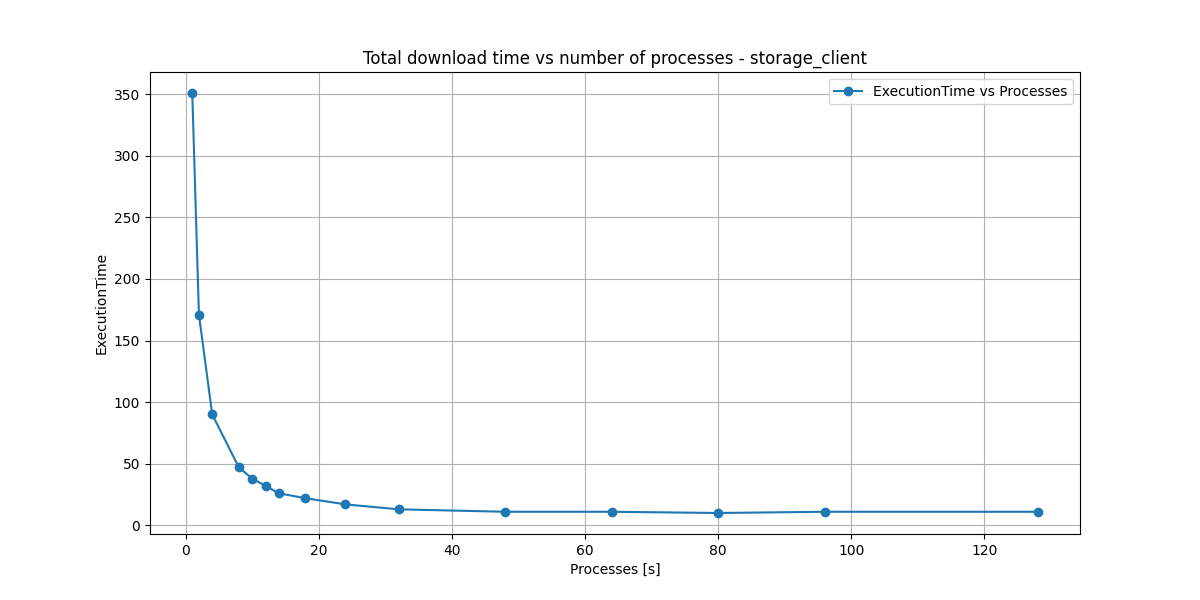 Total download time vs number of processes - storage_client
ExecutionTime vs Processes
350
300
250
200
150
100
50
0
ExecutionTime
0 20 40 60 80 100 120
Processes [s]